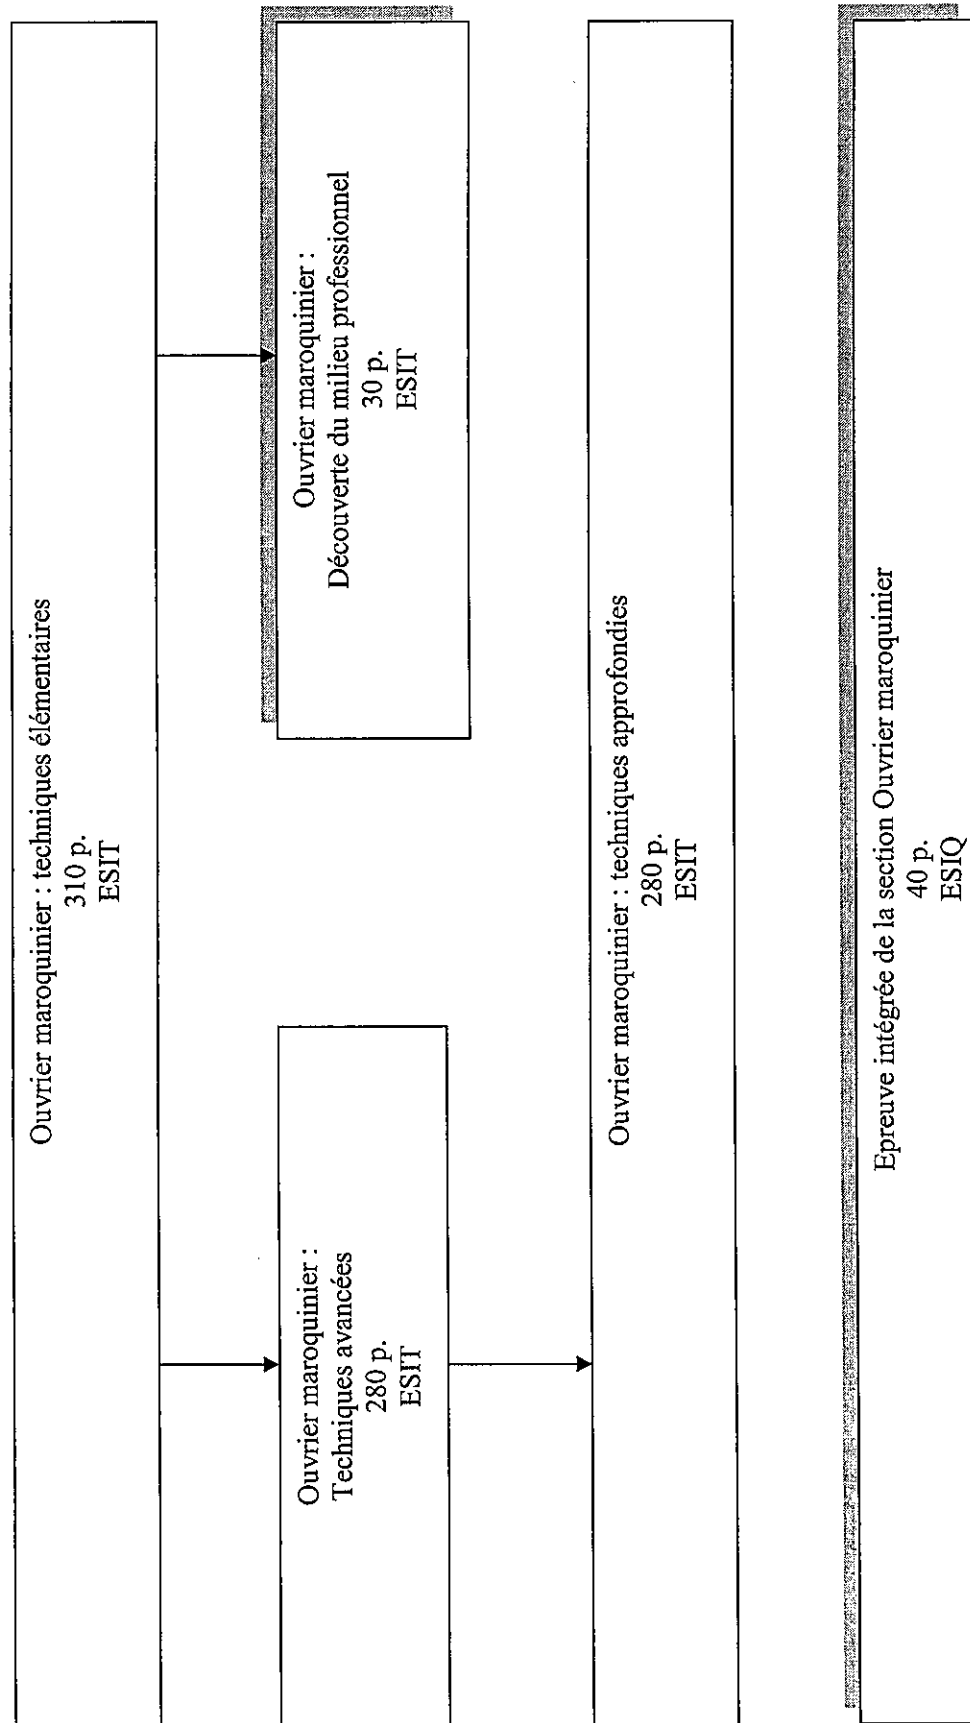 Ouvrier maroquinier : techniques élémentaires
310 p.
ESIT
Ouvrier maroquinier :
Techniques avancées
280 p.
ESIT
Ouvrier maroquinier :
Découverte du milieu professionnel
30 p.
ESIT
Ouvrier maroquinier : techniques approfondies
280 p.
ESIT
Epreuve intégrée de la section Ouvrier maroquinier
40 p.
ESIQ